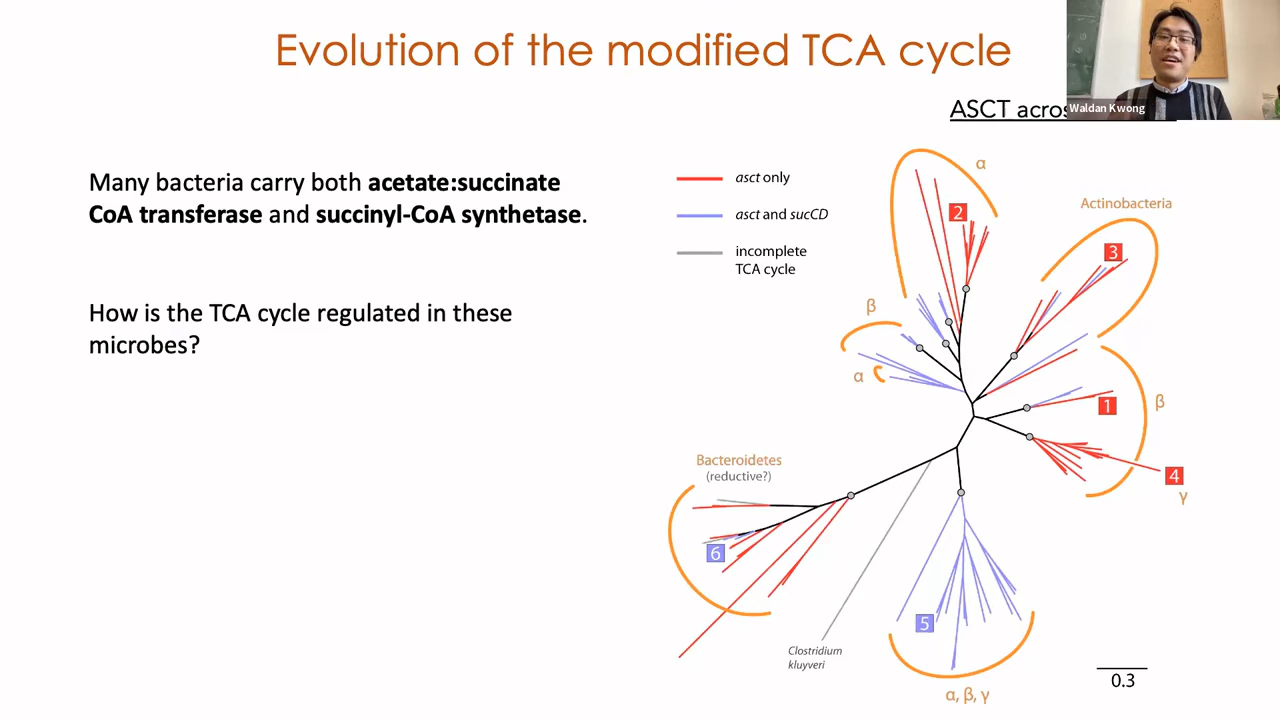 Evolution of the modified TCA cycle
Waldan Kwong
ASCT acros
Many bacteria carry both acetate:succinate
CoA transferase and succinyl-CoA synthetase.
How is the TCA cycle regulated in these
microbes?
asct only
asct and sucCD
incomplete
TCA cycle
α
2
Actinobacteria
3
β
α
1
β
4
γ
Bacteroidetes
(reductive?)
6
5
Clostridium
kluyveri
α, β, γ
0.3